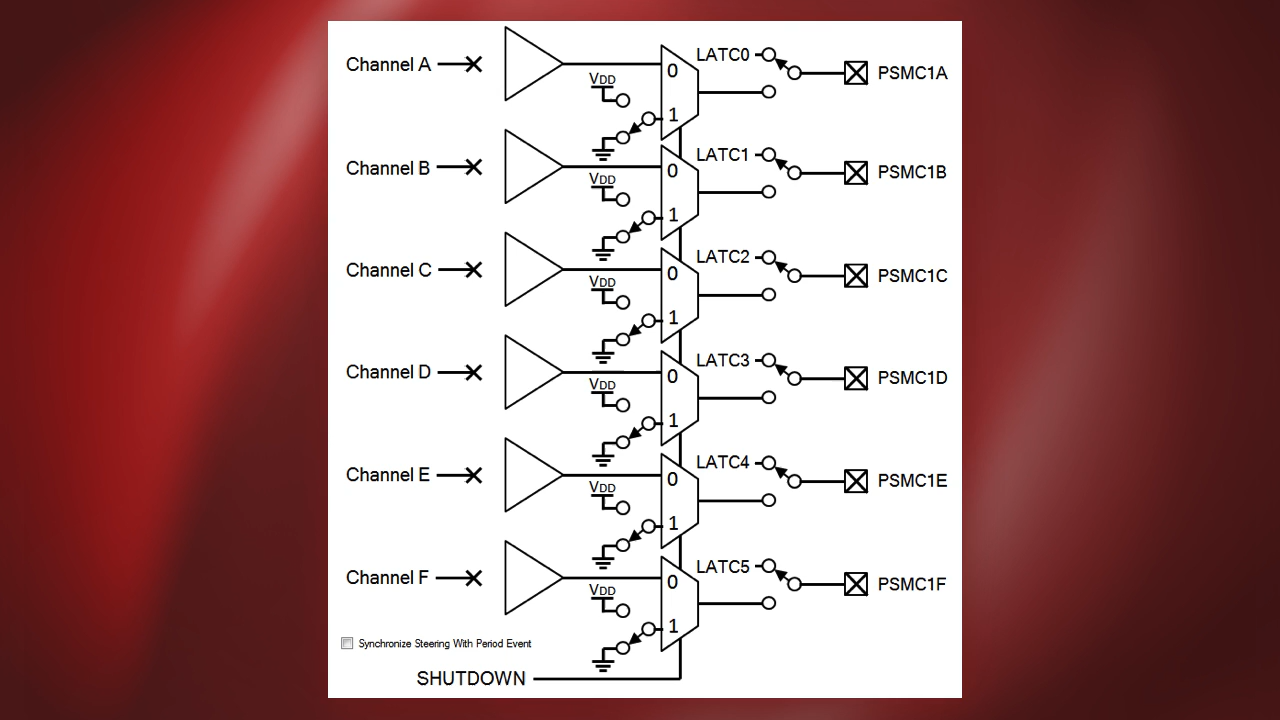 Channel A
VDD
0
1
LATC0
PSMC1A
Channel B
VDD
0
1
LATC1
PSMC1B
Channel C
VDD
0
1
LATC2
PSMC1C
Channel D
VDD
0
1
LATC3
PSMC1D
Channel E
VDD
0
1
LATC4
PSMC1E
Channel F
VDD
0
1
LATC5
PSMC1F
Synchronize Steering With Period Event
SHUTDOWN